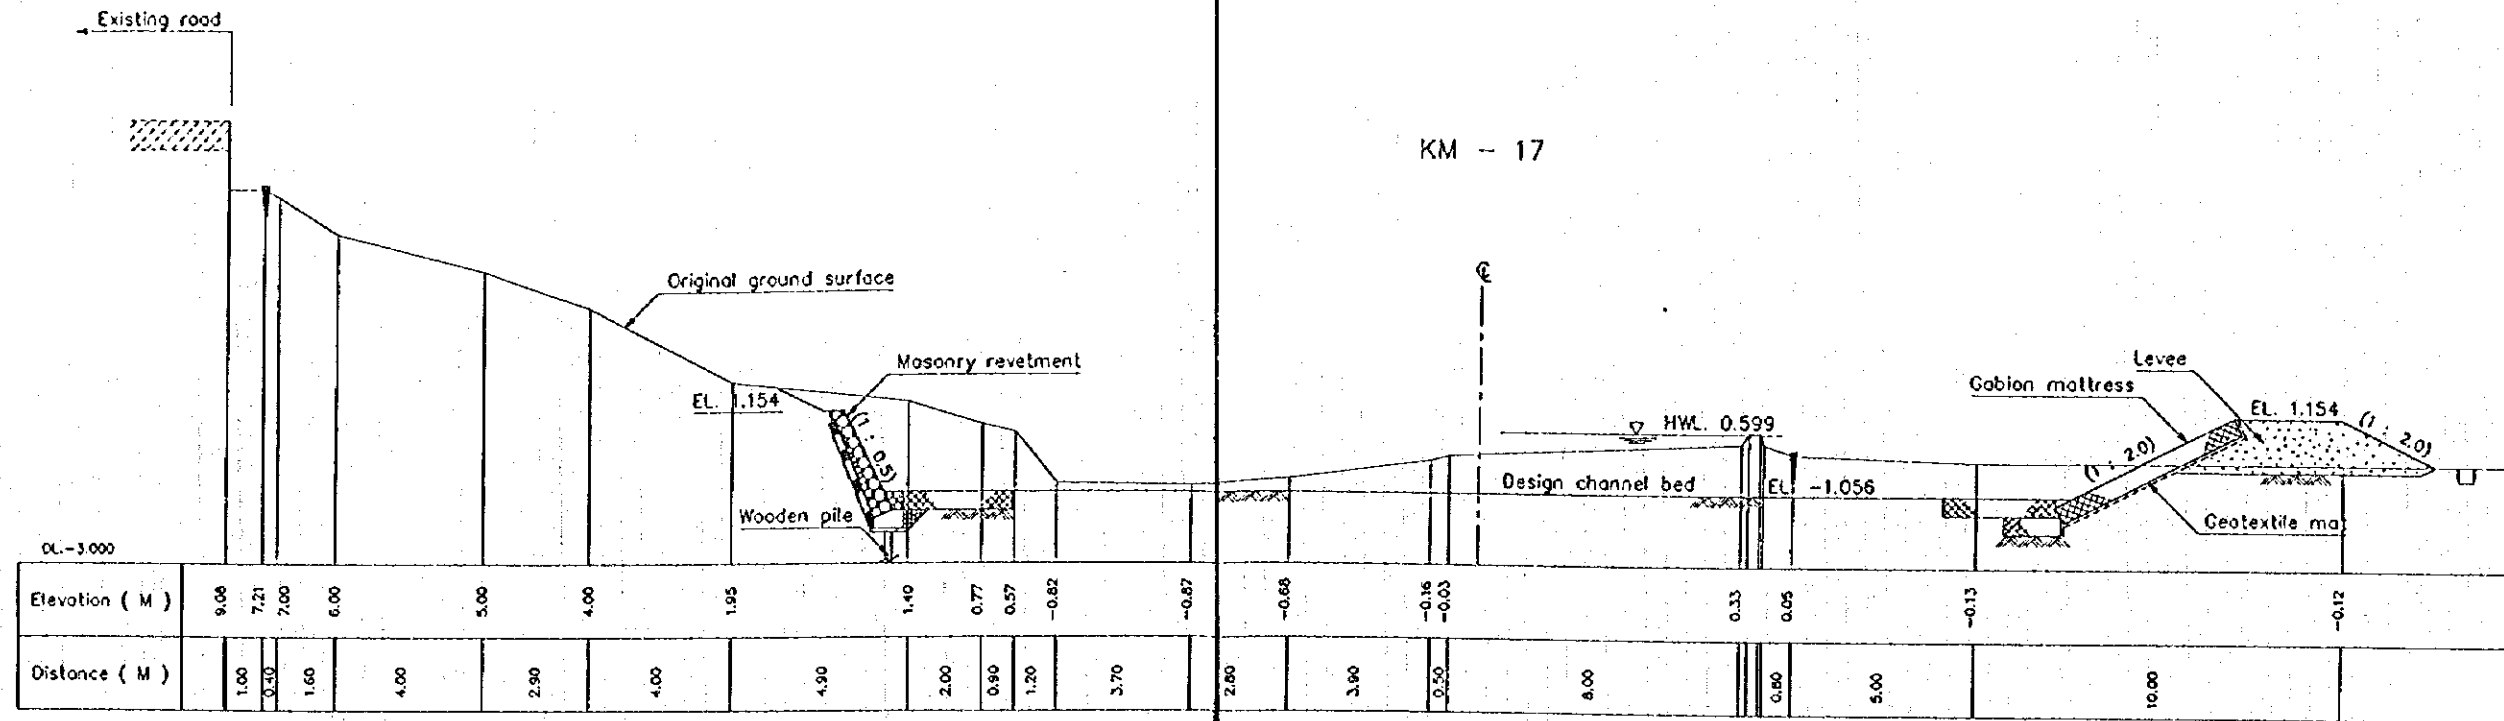 Existing road
KM - 17
℄
Original ground surface
Masonry revetment
Levee
Gabion mattress
EL. 1.154
HWL. 0.599
EL. 1.154
(1 : 2.0)
(1 : 0.5)
(1 : 2.0)
Design channel bed
EL. -1.056
Wooden pile
Geotextile ma
DL.-3.000
Elevation ( M ) 9.08 7.21 7.00 6.00 5.00 4.00 1.95 1.40 0.77 0.57 -0.82 -0.87 -0.68 -0.16 -0.03 0.33 0.05 -0.13 -0.12
Distance ( M ) 1.00 0.40 1.60 4.00 2.90 4.00 4.90 2.00 0.90 1.20 3.70 2.80 3.90 0.50 8.00 0.80 5.00 10.00